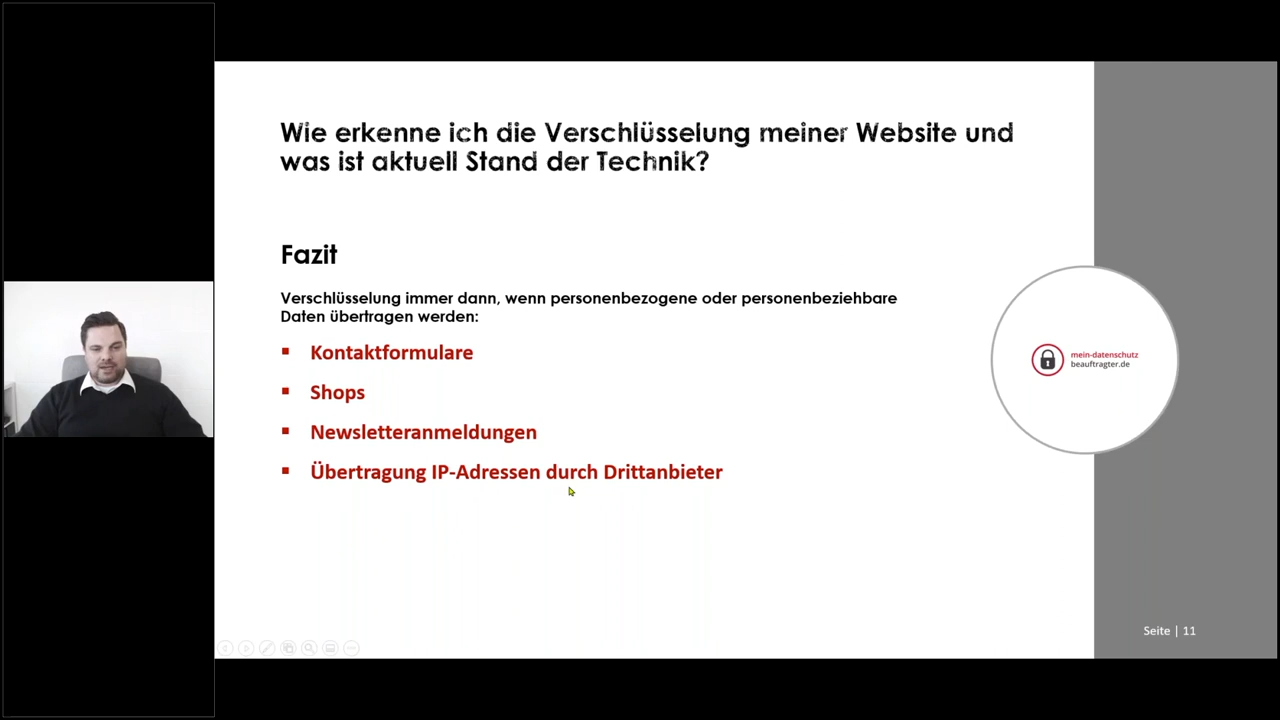 Wie erkenne ich die Verschlüsselung meiner Website und
was ist aktuell Stand der Technik?
Fazit
Verschlüsselung immer dann, wenn personenbezogene oder personenbeziehbare
Daten übertragen werden:
▪ Kontaktformulare
▪ Shops
▪ Newsletteranmeldungen
▪ Übertragung IP-Adressen durch Drittanbieter
mein-datenschutz
beauftragter.de
Seite | 11